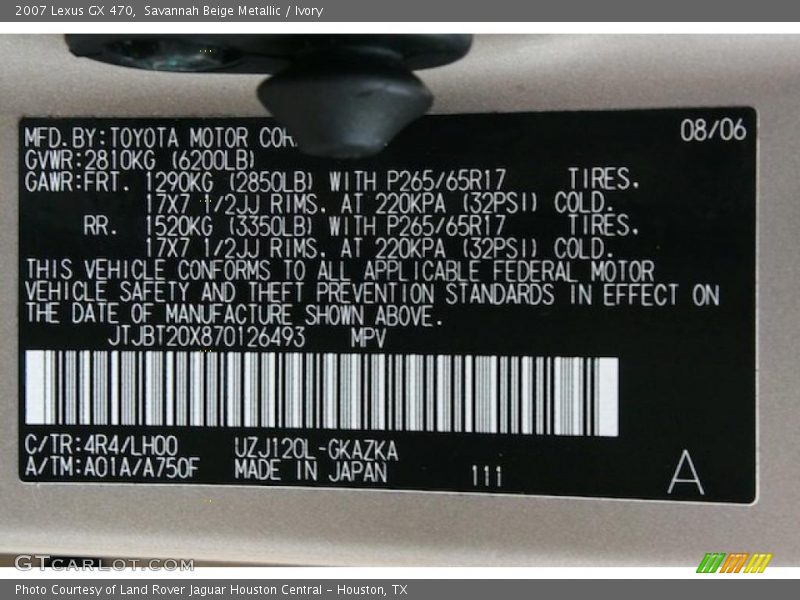 2007 Lexus GX 470, Savannah Beige Metallic / Ivory
MFD.BY:TOYOTA MOTOR 08/06
GVWR:2810KG (6200LB)
GAWR:FRT. 1290KG (2850LB) WITH P265/65R17 TIRES.
17X7 1/2JJ RIMS. AT 220KPA (32PSI) COLD.
RR. 1520KG (3350LB) WITH P265/65R17 TIRES.
17X7 1/2JJ RIMS. AT 220KPA (32PSI) COLD.
THIS VEHICLE CONFORMS TO ALL APPLICABLE FEDERAL MOTOR
VEHICLE SAFETY AND THEFT PREVENTION STANDARDS IN EFFECT ON
THE DATE OF MANUFACTURE SHOWN ABOVE.
JTJBT20X870126493 MPV
C/TR:4R4/LH00 UZJ120L-GKAZKA
A/TM:A01A/A750F MADE IN JAPAN 111 A
GTCARLOT.COM
Photo Courtesy of Land Rover Jaguar Houston Central - Houston, TX